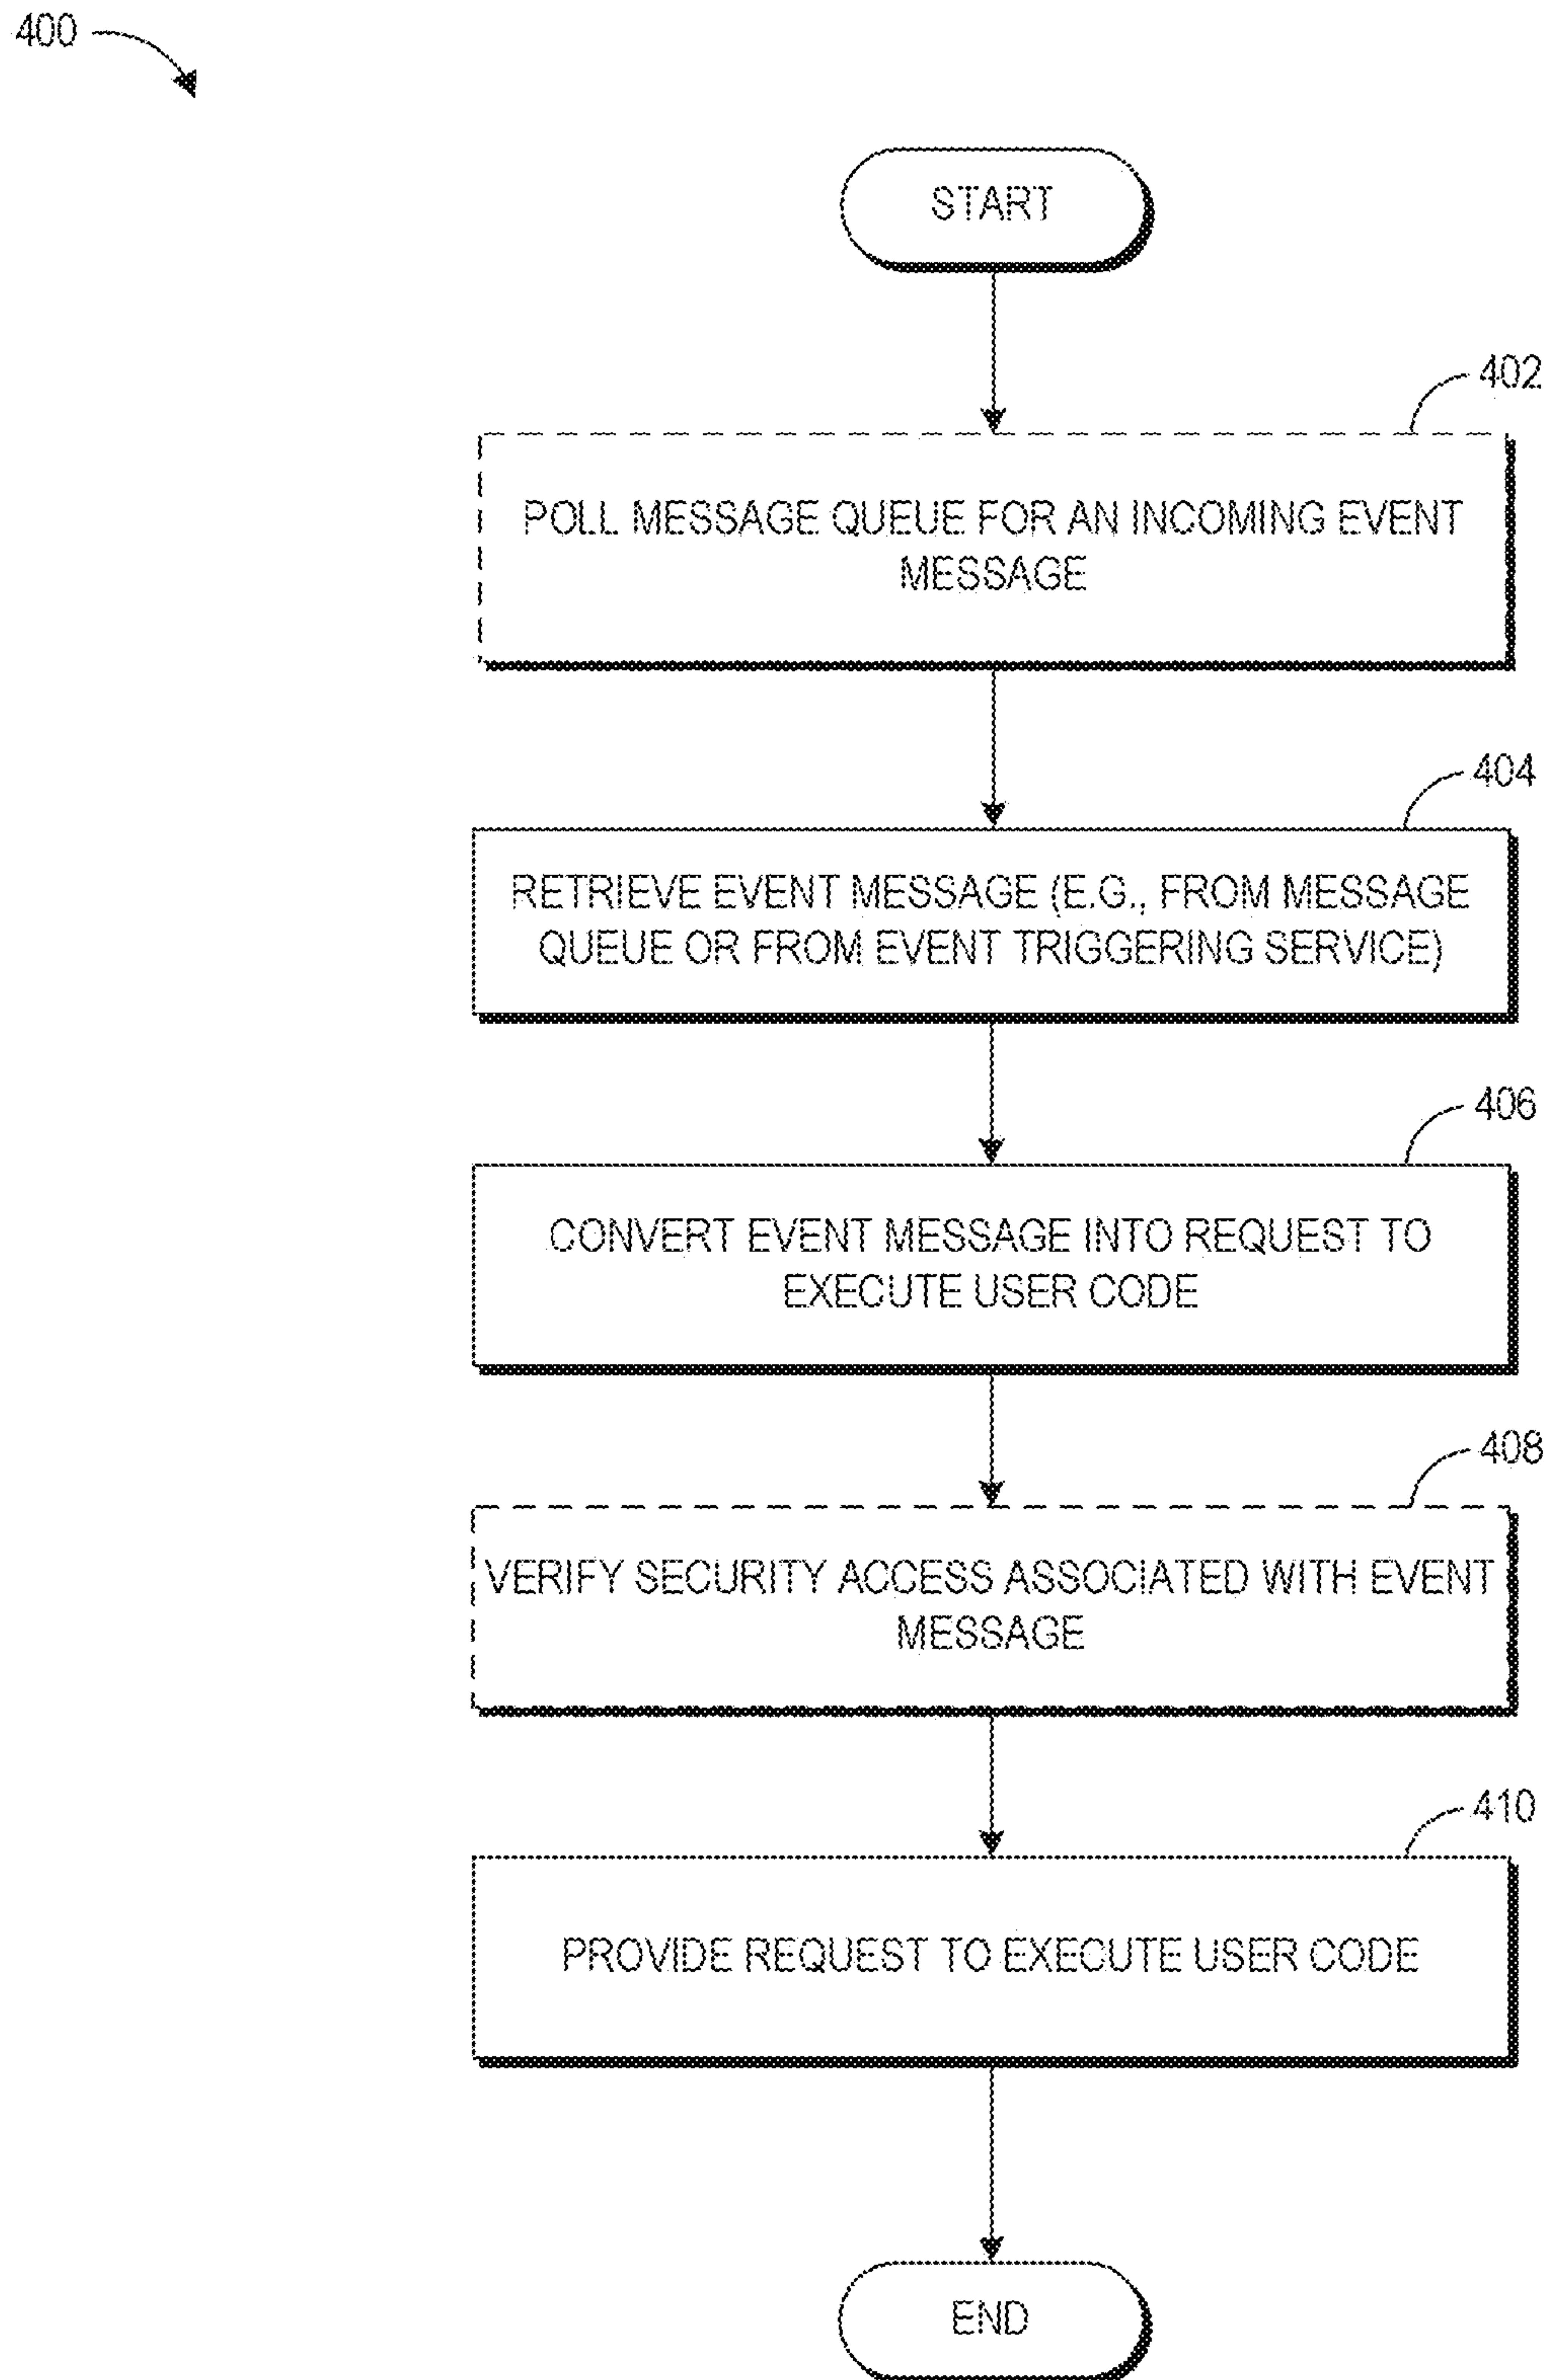 400
START
402
POLL MESSAGE QUEUE FOR AN INCOMING EVENT
MESSAGE
404
RETRIEVE EVENT MESSAGE (E.G., FROM MESSAGE
QUEUE OR FROM EVENT TRIGGERING SERVICE)
406
CONVERT EVENT MESSAGE INTO REQUEST TO
EXECUTE USER CODE
408
VERIFY SECURITY ACCESS ASSOCIATED WITH EVENT
MESSAGE
410
PROVIDE REQUEST TO EXECUTE USER CODE
END